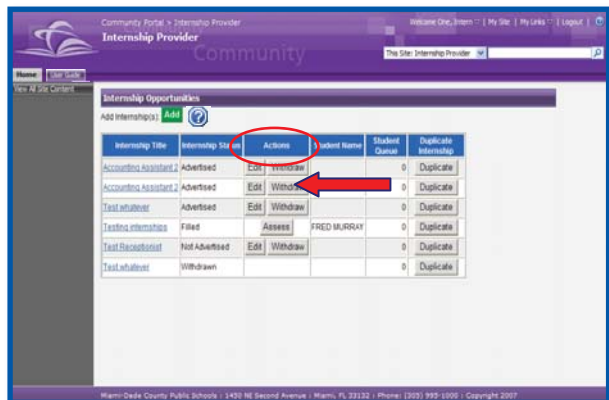 Community Portal > Internship Provider
Welcome One, Intern | My Site | My Links | Logout |
Internship Provider
Community
This Site: Internship Provider
Home User Guide
View All Site Content
Internship Opportunities
Add Internship(s): Add ?
Internship Title Internship Status Actions Student Name Student Queue Duplicate Internship
Accounting Assistant 2 Advertised Edit Withdraw 0 Duplicate
Accounting Assistant 2 Advertised Edit Withdraw 0 Duplicate
Test whatever Advertised Edit Withdraw 0 Duplicate
Testing internships Filled Assess FRED MURRAY 0 Duplicate
Test Receptionist Not Advertised Edit Withdraw 0 Duplicate
Test whatever Withdrawn 0 Duplicate
Miami-Dade County Public Schools : 1450 NE Second Avenue : Miami, FL 33132 : Phone: (305) 995-1000 : Copyright 2007